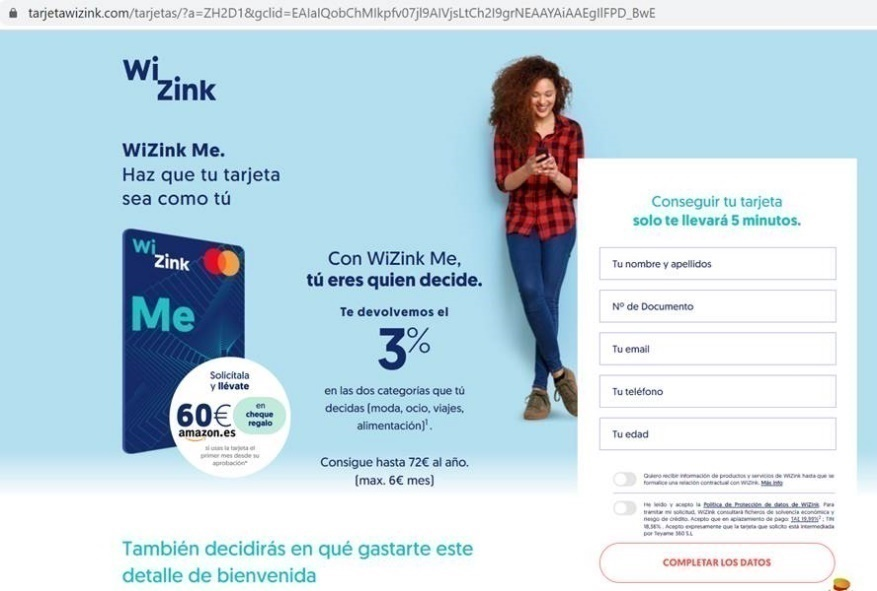 tarjetawizink.com/tarjetas/?a=ZH2D1&gclid=EAIaIQobChMIkpfv07jl9AIVjsLtCh2I9grNEAAYAiAAEgIlFPD_BwE
Wi
Zink
WiZink Me.
Haz que tu tarjeta
sea como tú
Wi
Zink
Me
Solicítala
y llévate
60€
en
cheque
regalo
amazon.es
si usas la tarjeta el
primer mes desde su
aprobación*
Con WiZink Me,
tú eres quien decide.
Te devolvemos el
3%
en las dos categorías que tú
decidas (moda, ocio, viajes,
alimentación)¹.
Consigue hasta 72€ al año.
(max. 6€ mes)
También decidirás en qué gastarte este
detalle de bienvenida
Conseguir tu tarjeta
solo te llevará 5 minutos.
Tu nombre y apellidos
Nº de Documento
Tu email
Tu teléfono
Tu edad
Quiero recibir información de productos y servicios de WiZink hasta que se
formalice una relación contractual con WiZink. Más info
He leído y acepto la Política de Protección de datos de WiZink. Para
tramitar mi solicitud, WiZink consultará ficheros de solvencia económica y
riesgo de crédito. Acepto que en aplazamiento de pago: TAE 19,99%²; TIN
18,36%. Acepto expresamente que la tarjeta que solicito está intermediada
por Teyame 360 S.L
COMPLETAR LOS DATOS